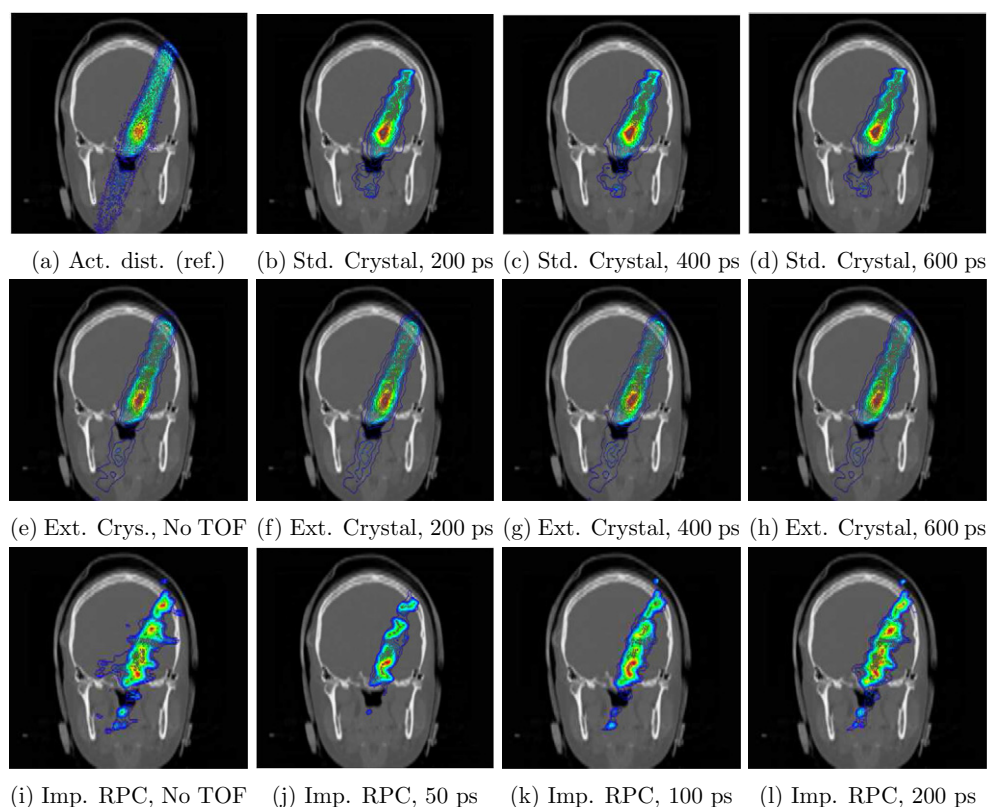 (a) Act. dist. (ref.)
(b) Std. Crystal, 200 ps
(c) Std. Crystal, 400 ps
(d) Std. Crystal, 600 ps
(e) Ext. Crys., No TOF
(f) Ext. Crystal, 200 ps
(g) Ext. Crystal, 400 ps
(h) Ext. Crystal, 600 ps
(i) Imp. RPC, No TOF
(j) Imp. RPC, 50 ps
(k) Imp. RPC, 100 ps
(l) Imp. RPC, 200 ps